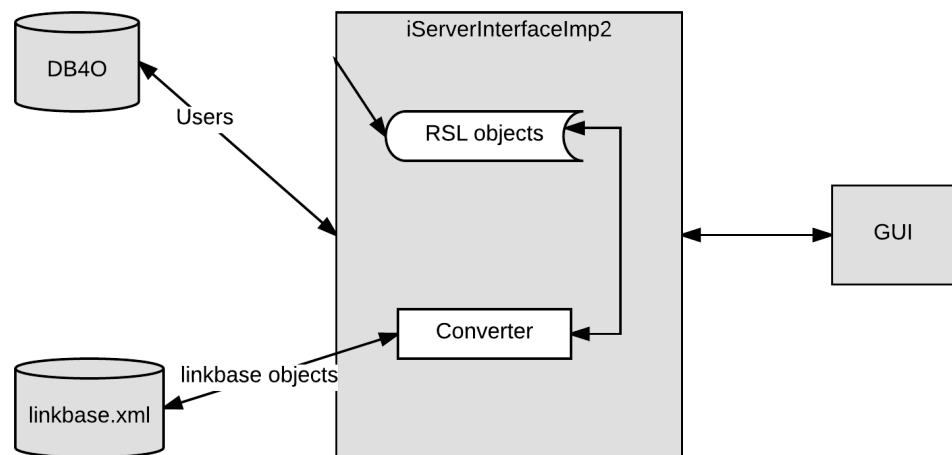 iServerInterfaceImp2
DB4O
Users
RSL objects
GUI
Converter
linkbase objects
linkbase.xml